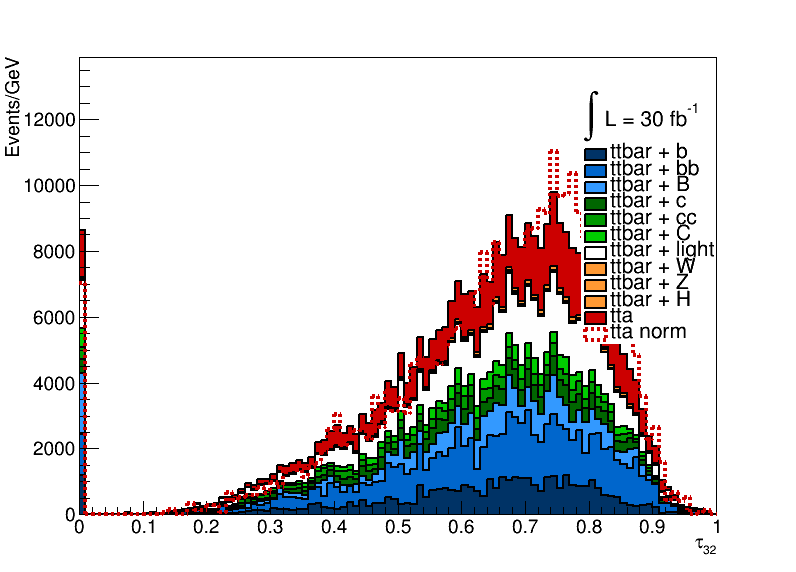 Events/GeV
12000
10000
8000
6000
4000
2000
0
∫ L = 30 fb-1
ttbar + b
ttbar + bb
ttbar + B
ttbar + c
ttbar + cc
ttbar + C
ttbar + light
ttbar + W
ttbar + Z
ttbar + H
tta
tta norm
0 0.1 0.2 0.3 0.4 0.5 0.6 0.7 0.8 0.9 1
τ32